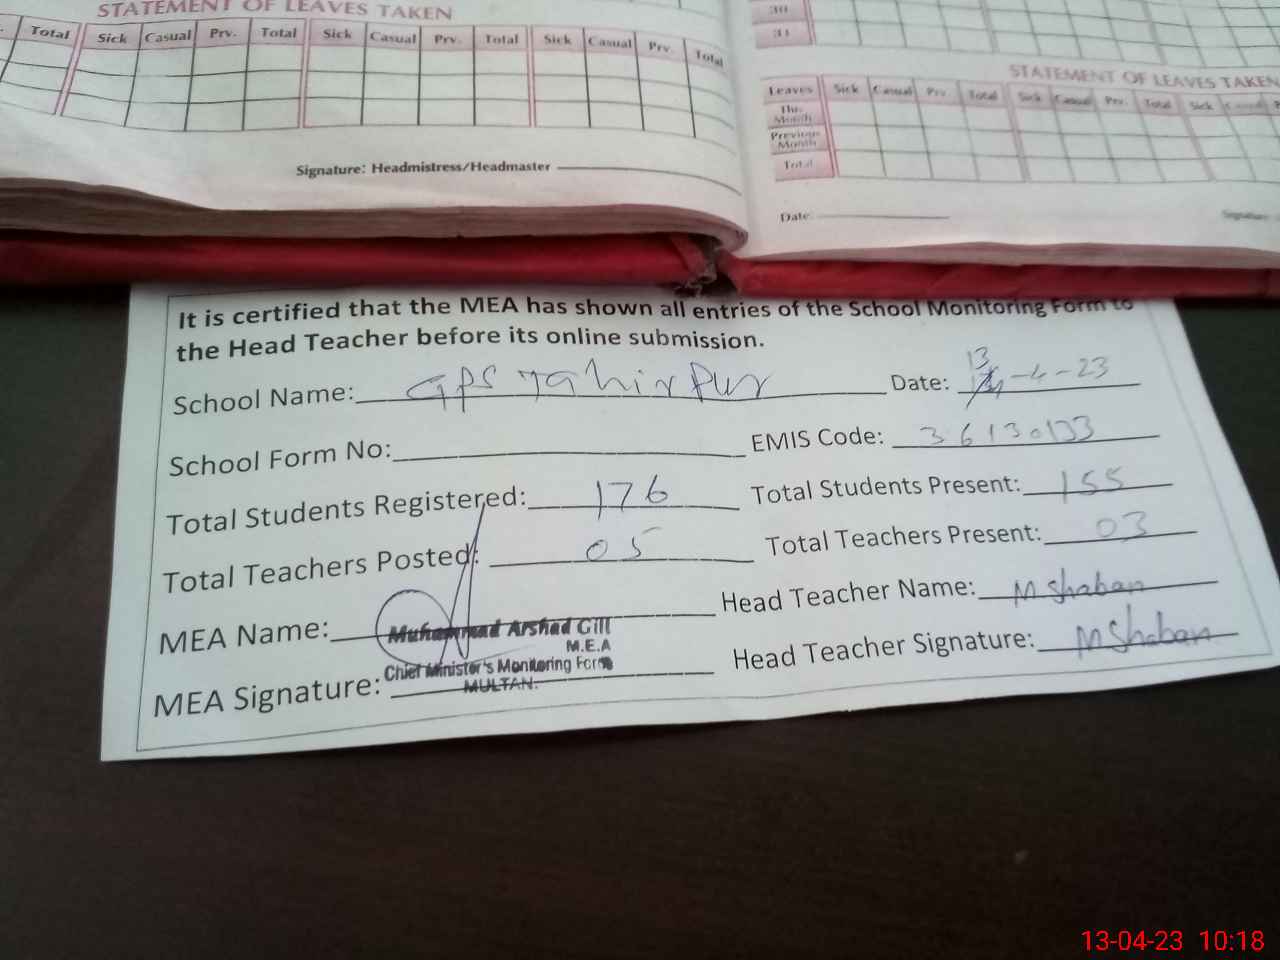 STATEMENT OF LEAVES TAKEN
Total Sick Casual Prv. Total Sick Casual Prv. Total Sick Casual Prv. Total
Signature: Headmistress/Headmaster
30
31
STATEMENT OF LEAVES TAKEN
Leaves Sick Casual Prv. Total Sick Casual Prv. Total Sick Casual
This Month
Previous Month
Total
Date: Signature
It is certified that the MEA has shown all entries of the School Monitoring Form to
the Head Teacher before its online submission.
School Name: GPS Tahirpur Date: 13-4-23
School Form No: EMIS Code: 36130133
Total Students Registered: 176 Total Students Present: 155
Total Teachers Posted: 05 Total Teachers Present: 03
MEA Name: Muhammad Arshad Gill Head Teacher Name: M Shaban
M.E.A
Chief Minister's Monitoring Force
MULTAN.
MEA Signature: Head Teacher Signature: M Shaban
13-04-23 10:18